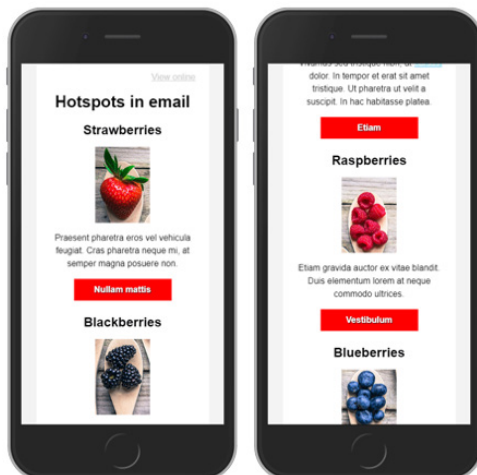 View online
Hotspots in email
Strawberries
Praesent pharetra eros vel vehicula
feugiat. Cras pharetra neque mi, at
semper magna posuere non.
Nullam mattis
Blackberries
dolor. In tempor et erat sit amet
tristique. Ut pharetra ut velit a
suscipit. In hac habitasse platea.
Etiam
Raspberries
Etiam gravida auctor ex vitae blandit.
Duis elementum lorem at neque
commodo ultrices.
Vestibulum
Blueberries